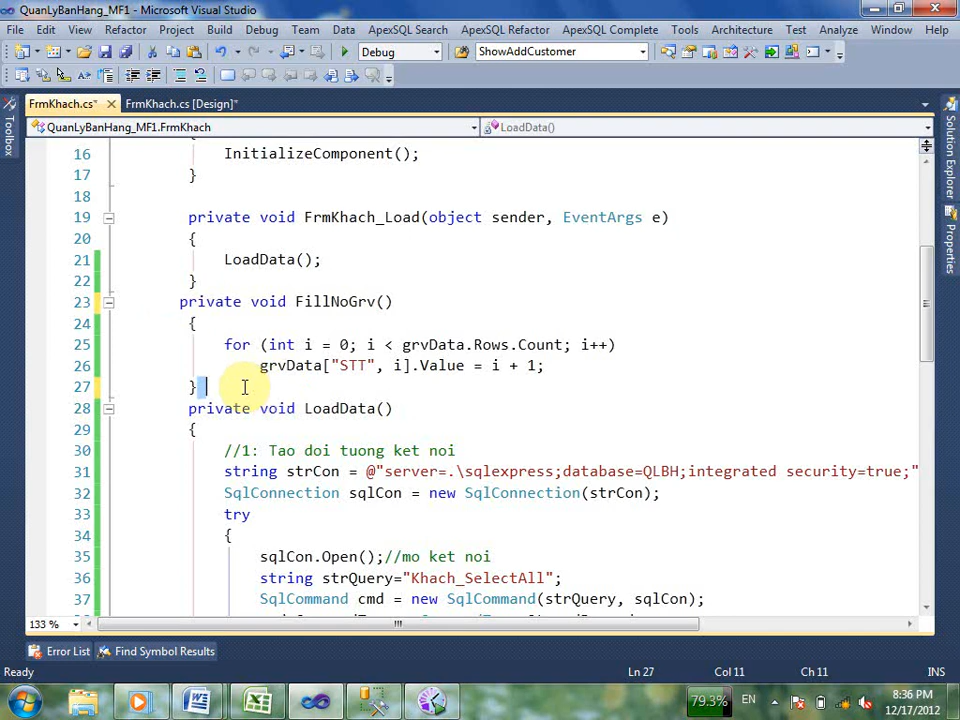 QuanLyBanHang_MF1 - Microsoft Visual Studio
File Edit View Refactor Project Build Debug Team Data ApexSQL Search ApexSQL Refactor ApexSQL Complete Tools Architecture Test Analyze Window Help
Debug ShowAddCustomer
FrmKhach.cs* FrmKhach.cs [Design]*
QuanLyBanHang_MF1.FrmKhach LoadData()
Toolbox
Solution Explorer
Properties
16 InitializeComponent();
17 }
18
19 private void FrmKhach_Load(object sender, EventArgs e)
20 {
21 LoadData();
22 }
23 private void FillNoGrv()
24 {
25 for (int i = 0; i < grvData.Rows.Count; i++)
26 grvData["STT", i].Value = i + 1;
27 }
28 private void LoadData()
29 {
30 //1: Tao doi tuong ket noi
31 string strCon = @"server=.\sqlexpress;database=QLBH;integrated security=true;"
32 SqlConnection sqlCon = new SqlConnection(strCon);
33 try
34 {
35 sqlCon.Open();//mo ket noi
36 string strQuery="Khach_SelectAll";
37 SqlCommand cmd = new SqlCommand(strQuery, sqlCon);
133 %
Error List Find Symbol Results
Ready Ln 27 Col 11 Ch 11 INS
79.3% EN 8:36 PM
12/17/2012